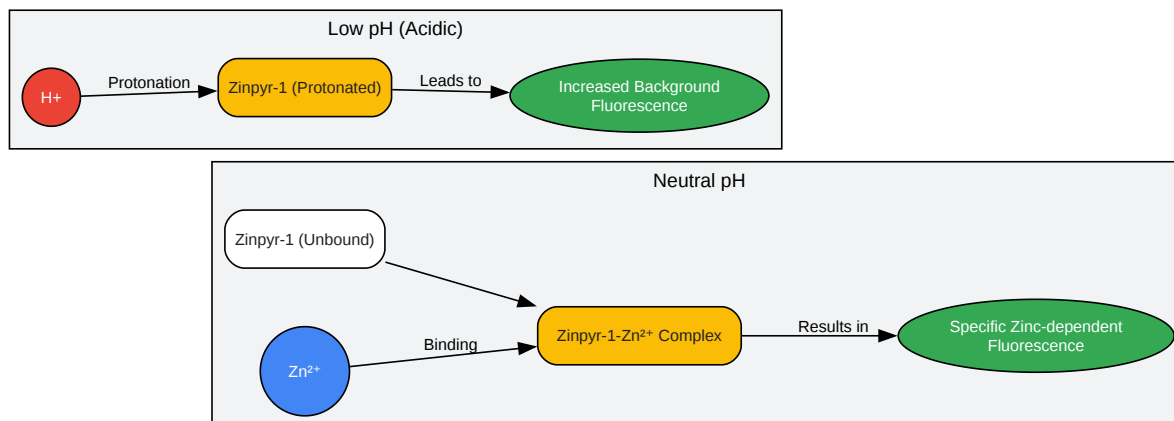 Low pH (Acidic)
H+
Protonation
Zinpyr-1 (Protonated)
Leads to
Increased Background
Fluorescence
Neutral pH
Zinpyr-1 (Unbound)
Zn²⁺
Binding
Zinpyr-1-Zn²⁺ Complex
Results in
Specific Zinc-dependent
Fluorescence